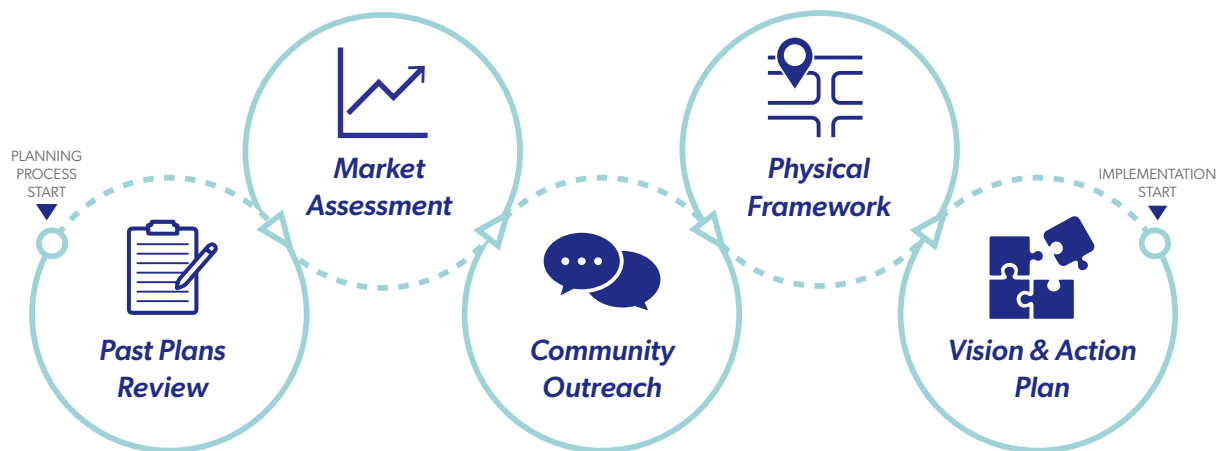 PLANNING
PROCESS
START
Past Plans
Review
Market
Assessment
Community
Outreach
Physical
Framework
Vision & Action
Plan
IMPLEMENTATION
START